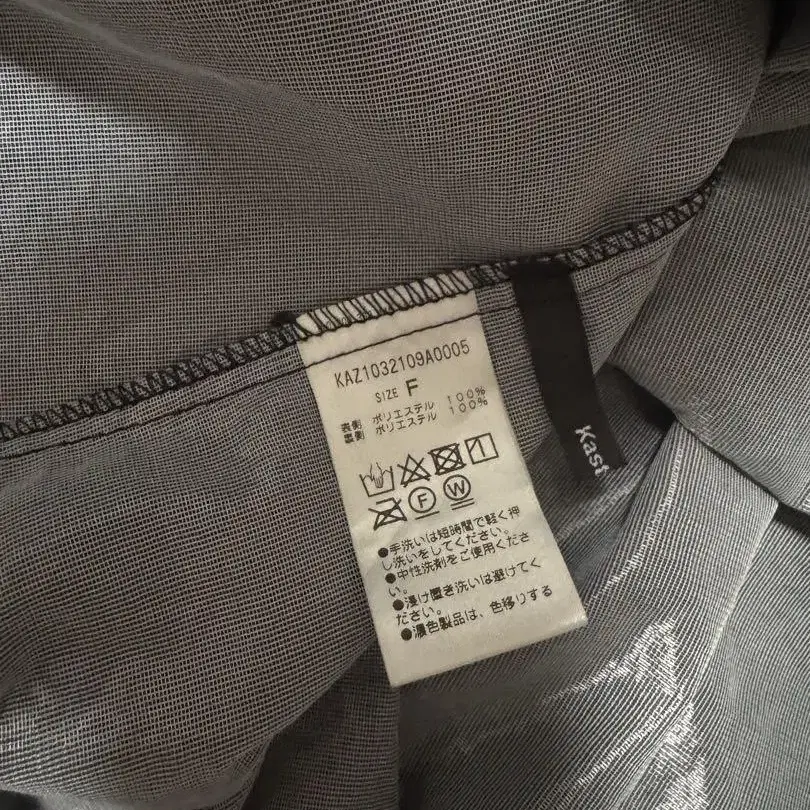 KAZ1032109A0005
SIZE F
表側 ポリエステル 100%
裏側 ポリエステル 100%
F W
●手洗いは短時間で軽く押
し洗いをしてください。
●中性洗剤をご使用くださ
い。
●浸け置き洗いは避けてく
ださい。
●濃色製品は、色移りする
Kast